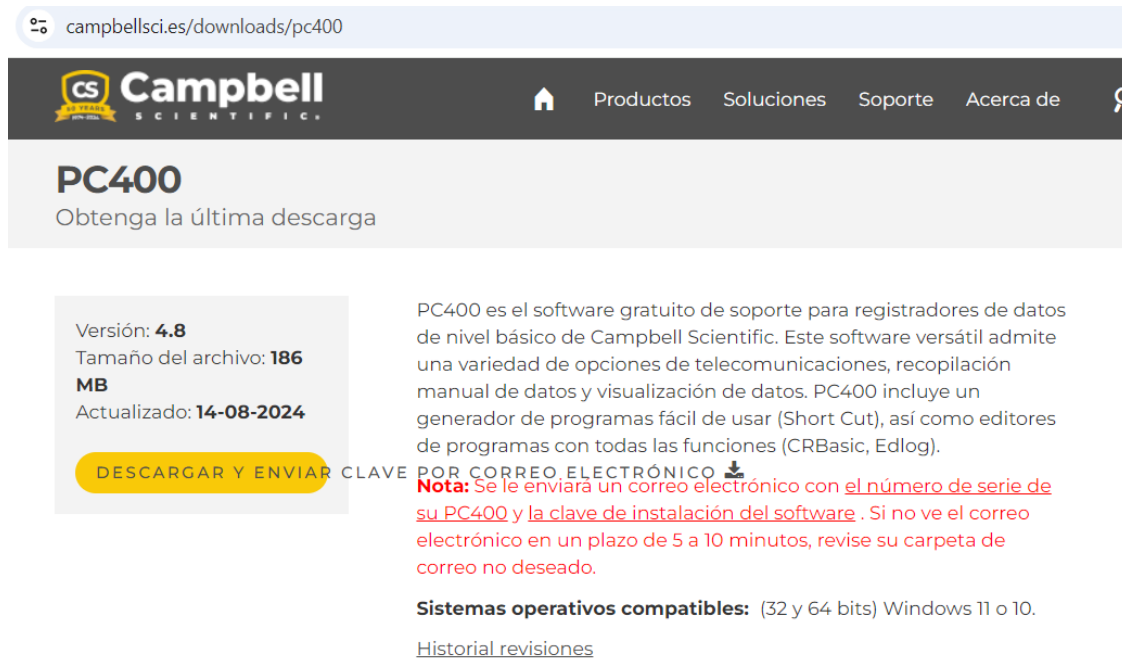 campbellsci.es/downloads/pc400
CS
60 YEARS
1974-2024
Campbell
SCIENTIFIC®
Productos Soluciones Soporte Acerca de
PC400
Obtenga la última descarga
Versión: 4.8
Tamaño del archivo: 186
MB
Actualizado: 14-08-2024
DESCARGAR Y ENVIAR CLAVE POR CORREO ELECTRÓNICO
PC400 es el software gratuito de soporte para registradores de datos
de nivel básico de Campbell Scientific. Este software versátil admite
una variedad de opciones de telecomunicaciones, recopilación
manual de datos y visualización de datos. PC400 incluye un
generador de programas fácil de usar (Short Cut), así como editores
de programas con todas las funciones (CRBasic, Edlog).
Nota: Se le enviará un correo electrónico con el número de serie de
su PC400 y la clave de instalación del software . Si no ve el correo
electrónico en un plazo de 5 a 10 minutos, revise su carpeta de
correo no deseado.
Sistemas operativos compatibles: (32 y 64 bits) Windows 11 o 10.
Historial revisiones